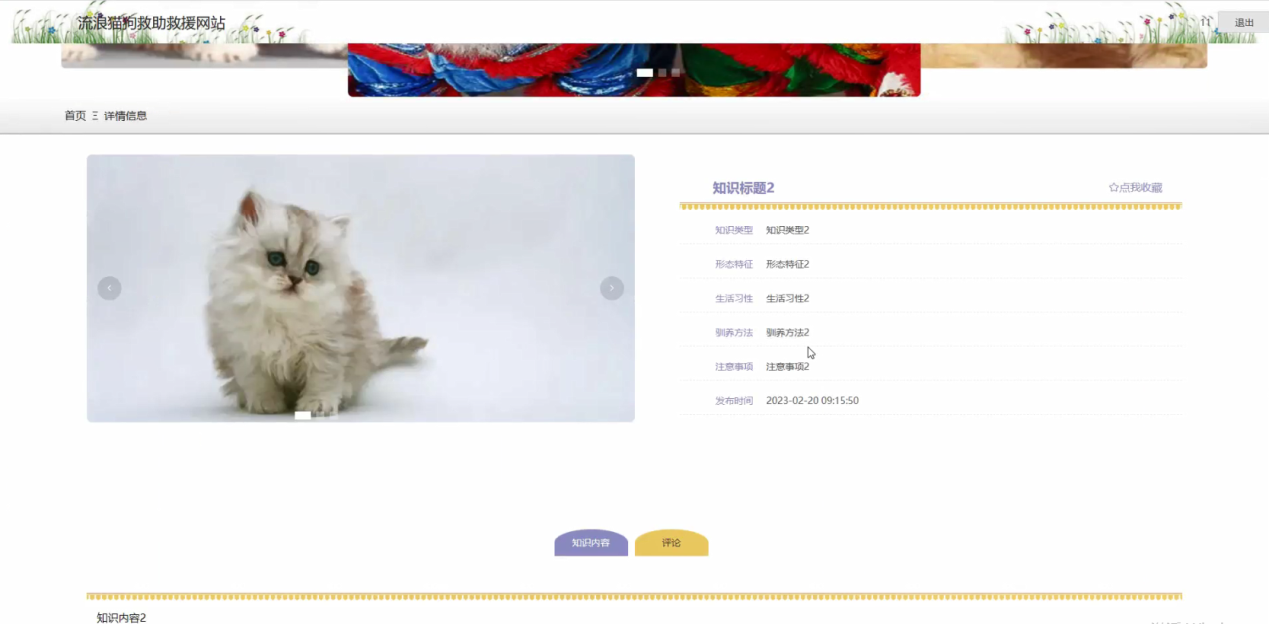 流浪猫狗救助救援网站
退出
首页 Ξ 详情信息
知识标题2
☆点我收藏
知识类型 知识类型2
形态特征 形态特征2
生活习性 生活习性2
驯养方法 驯养方法2
注意事项 注意事项2
发布时间 2023-02-20 09:15:50
知识内容 评论
知识内容2